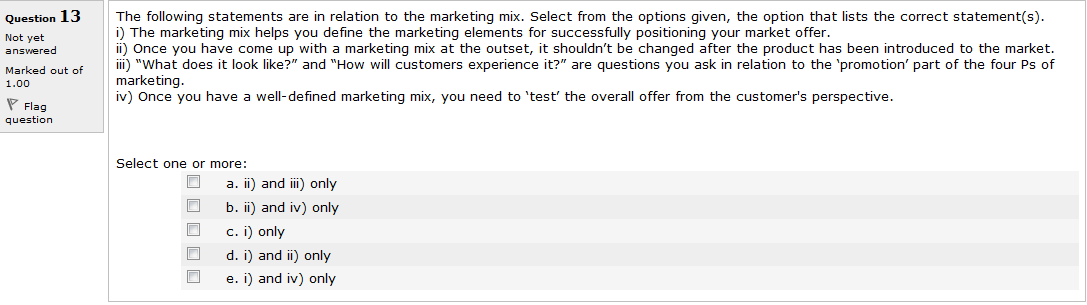 Question 13
Not yet
answered
Marked out of
1.00
Flag
question
The following statements are in relation to the marketing mix. Select from the options given, the option that lists the correct statement(s).
i) The marketing mix helps you define the marketing elements for successfully positioning your market offer.
ii) Once you have come up with a marketing mix at the outset, it shouldn’t be changed after the product has been introduced to the market.
iii) “What does it look like?” and “How will customers experience it?” are questions you ask in relation to the ‘promotion’ part of the four Ps of
marketing.
iv) Once you have a well-defined marketing mix, you need to ‘test’ the overall offer from the customer's perspective.
Select one or more:
a. ii) and iii) only
b. ii) and iv) only
c. i) only
d. i) and ii) only
e. i) and iv) only